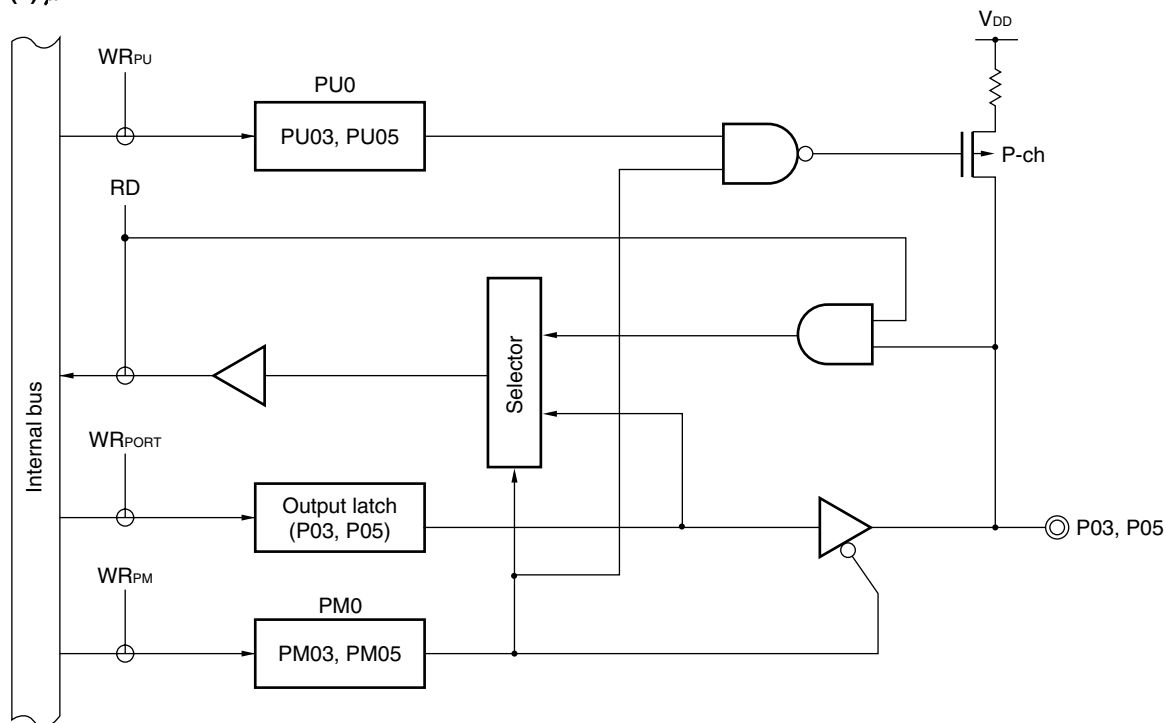 VDD
WRPU
PU0
PU03, PU05
P-ch
RD
Selector
Internal bus
WRPORT
Output latch
(P03, P05)
P03, P05
WRPM
PM0
PM03, PM05